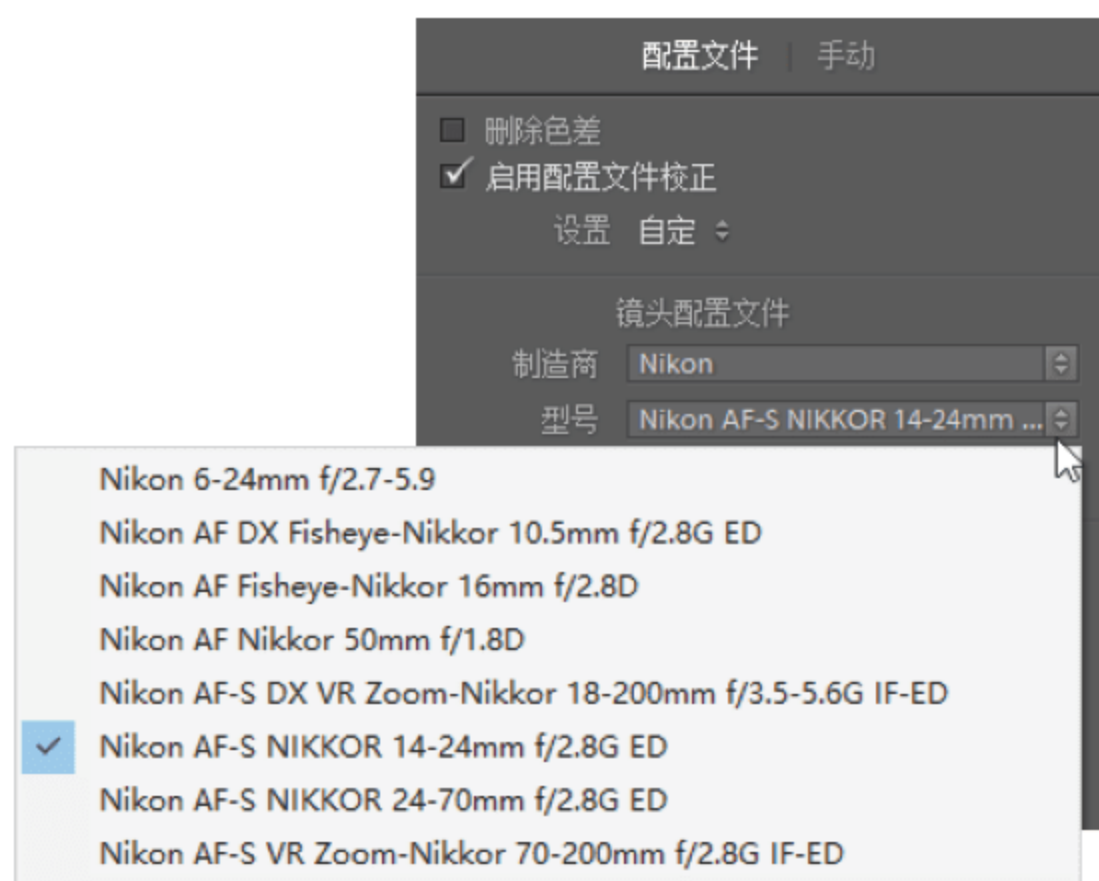 配置文件 | 手动
删除色差
启用配置文件校正
设置 自定
镜头配置文件
制造商 Nikon
型号 Nikon AF-S NIKKOR 14-24mm ...
Nikon 6-24mm f/2.7-5.9
Nikon AF DX Fisheye-Nikkor 10.5mm f/2.8G ED
Nikon AF Fisheye-Nikkor 16mm f/2.8D
Nikon AF Nikkor 50mm f/1.8D
Nikon AF-S DX VR Zoom-Nikkor 18-200mm f/3.5-5.6G IF-ED
Nikon AF-S NIKKOR 14-24mm f/2.8G ED
Nikon AF-S NIKKOR 24-70mm f/2.8G ED
Nikon AF-S VR Zoom-Nikkor 70-200mm f/2.8G IF-ED